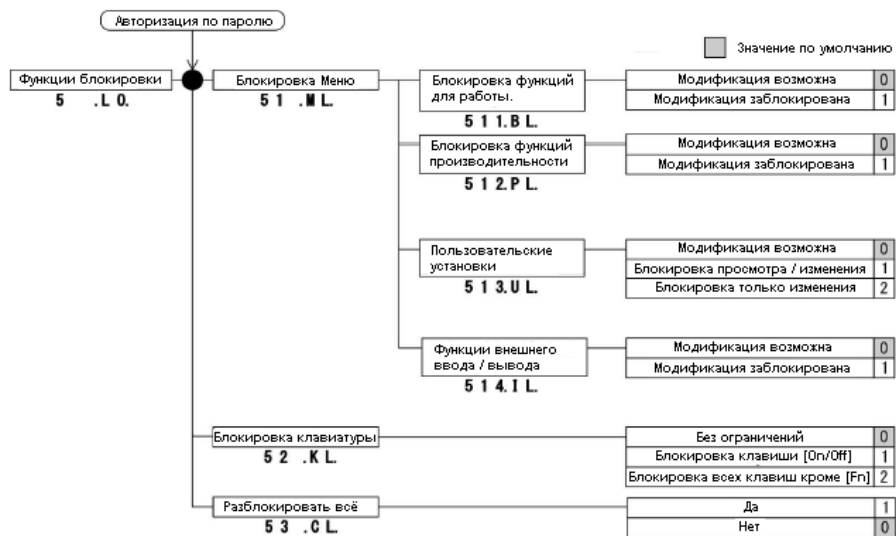 Авторизация по паролю
Значение по умолчанию
Функции блокировки
5 .LO.
Блокировка Меню
51 .ML.
Блокировка функций
для работы.
511.BL.
Модификация возможна 0
Модификация заблокирована 1
Блокировка функций
производительности
512.PL.
Модификация возможна 0
Модификация заблокирована 1
Пользовательские
установки
513.UL.
Модификация возможна 0
Блокировка просмотра / изменения 1
Блокировка только изменения 2
Функции внешнего
ввода / вывода
514.IL.
Модификация возможна 0
Модификация заблокирована 1
Блокировка клавиатуры
52 .KL.
Без ограничений 0
Блокировка клавиши [On/Off] 1
Блокировка всех клавиш кроме [Fn] 2
Разблокировать всё
53 .CL.
Да 1
Нет 0